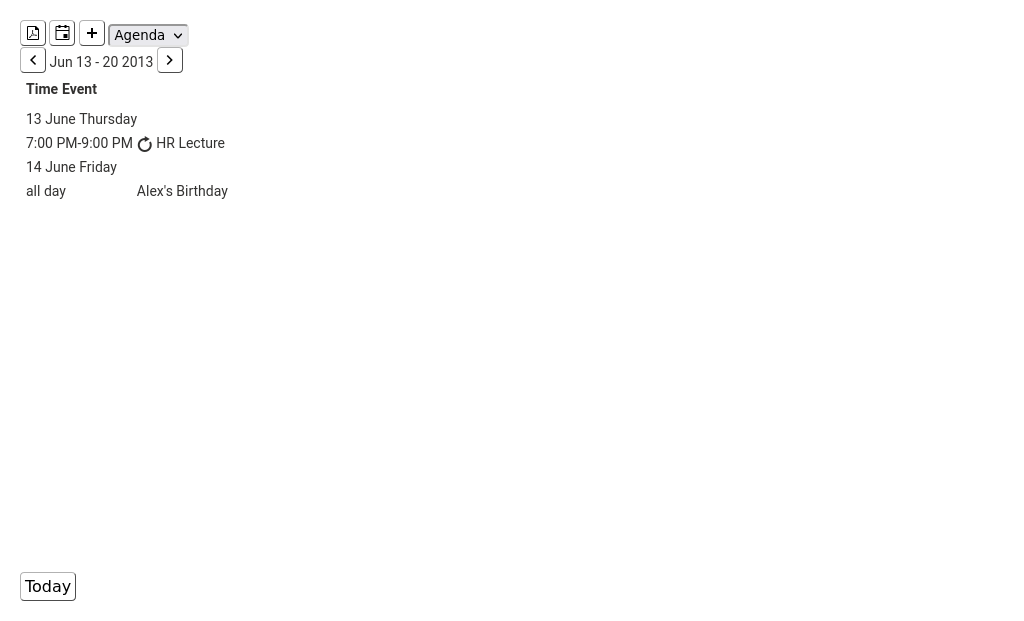 Agenda
Jun 13 - 20 2013
Time Event
13 June Thursday
7:00 PM-9:00 PM HR Lecture
14 June Friday
all day Alex's Birthday
Today